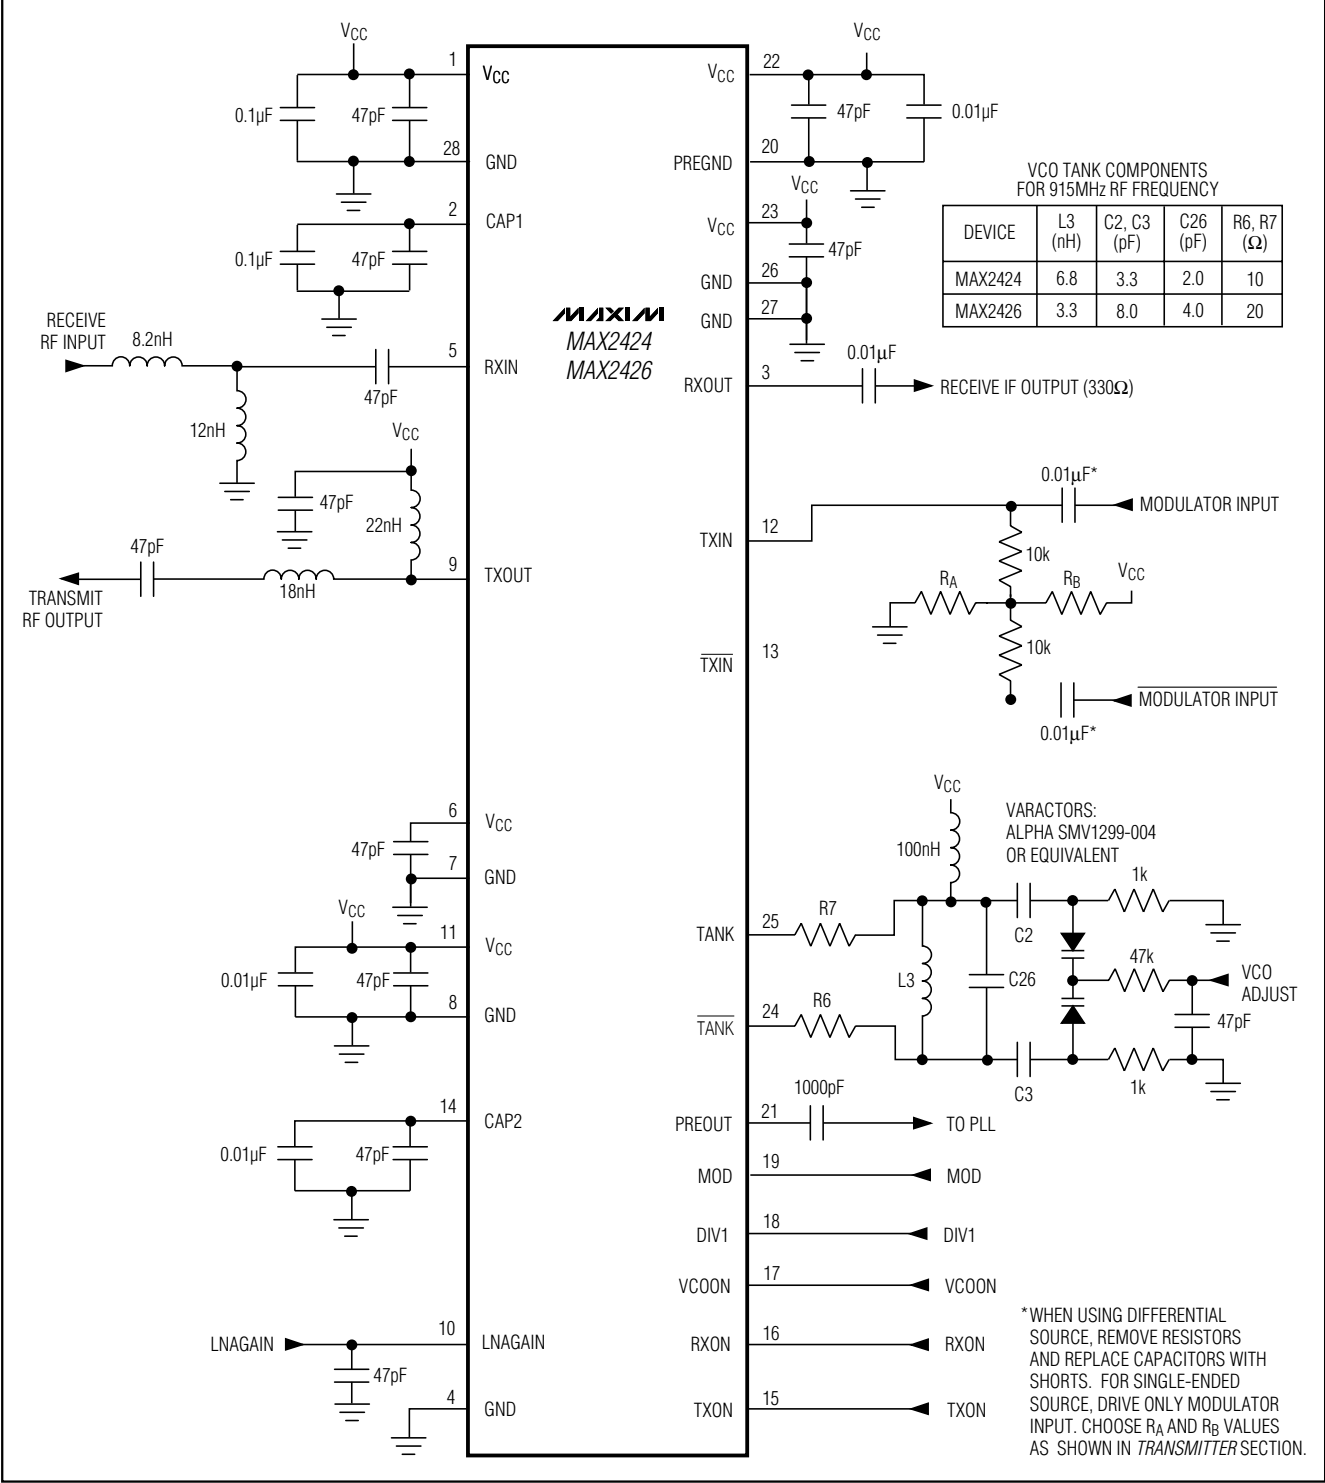 VCC
1
VCC
0.1µF
47pF
28
GND
2
CAP1
0.1µF
47pF
RECEIVE
RF INPUT
8.2nH
5
RXIN
47pF
12nH
VCC
47pF
22nH
47pF
9
TXOUT
18nH
TRANSMIT
RF OUTPUT
6
VCC
47pF
7
GND
VCC
11
VCC
0.01µF
47pF
8
GND
14
CAP2
0.01µF
47pF
LNAGAIN
10
LNAGAIN
47pF
4
GND
MAXIM
MAX2424
MAX2426
VCC
VCC
22
47pF
0.01µF
PREGND
20
VCC
VCC
23
47pF
GND
26
GND
27
RXOUT
3
0.01µF
RECEIVE IF OUTPUT (330Ω)
VCO TANK COMPONENTS
FOR 915MHz RF FREQUENCY
DEVICE L3 (nH) C2, C3 (pF) C26 (pF) R6, R7 (Ω)
MAX2424 6.8 3.3 2.0 10
MAX2426 3.3 8.0 4.0 20
0.01µF*
MODULATOR INPUT
TXIN
12
10k
RA
RB
VCC
10k
TXIN
13
MODULATOR INPUT
0.01µF*
VCC
100nH
VARACTORS:
ALPHA SMV1299-004
OR EQUIVALENT
1k
TANK
25
R7
C2
L3
C26
47k
VCO
ADJUST
TANK
24
R6
47pF
C3
1k
PREOUT
21
1000pF
TO PLL
MOD
19
MOD
DIV1
18
DIV1
VCOON
17
VCOON
RXON
16
RXON
TXON
15
TXON
*WHEN USING DIFFERENTIAL
SOURCE, REMOVE RESISTORS
AND REPLACE CAPACITORS WITH
SHORTS. FOR SINGLE-ENDED
SOURCE, DRIVE ONLY MODULATOR
INPUT. CHOOSE RA AND RB VALUES
AS SHOWN IN TRANSMITTER SECTION.